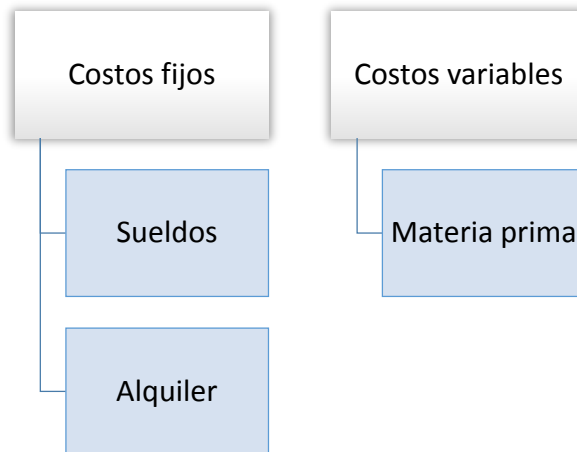 Costos fijos
Sueldos
Alquiler
Costos variables
Materia prima